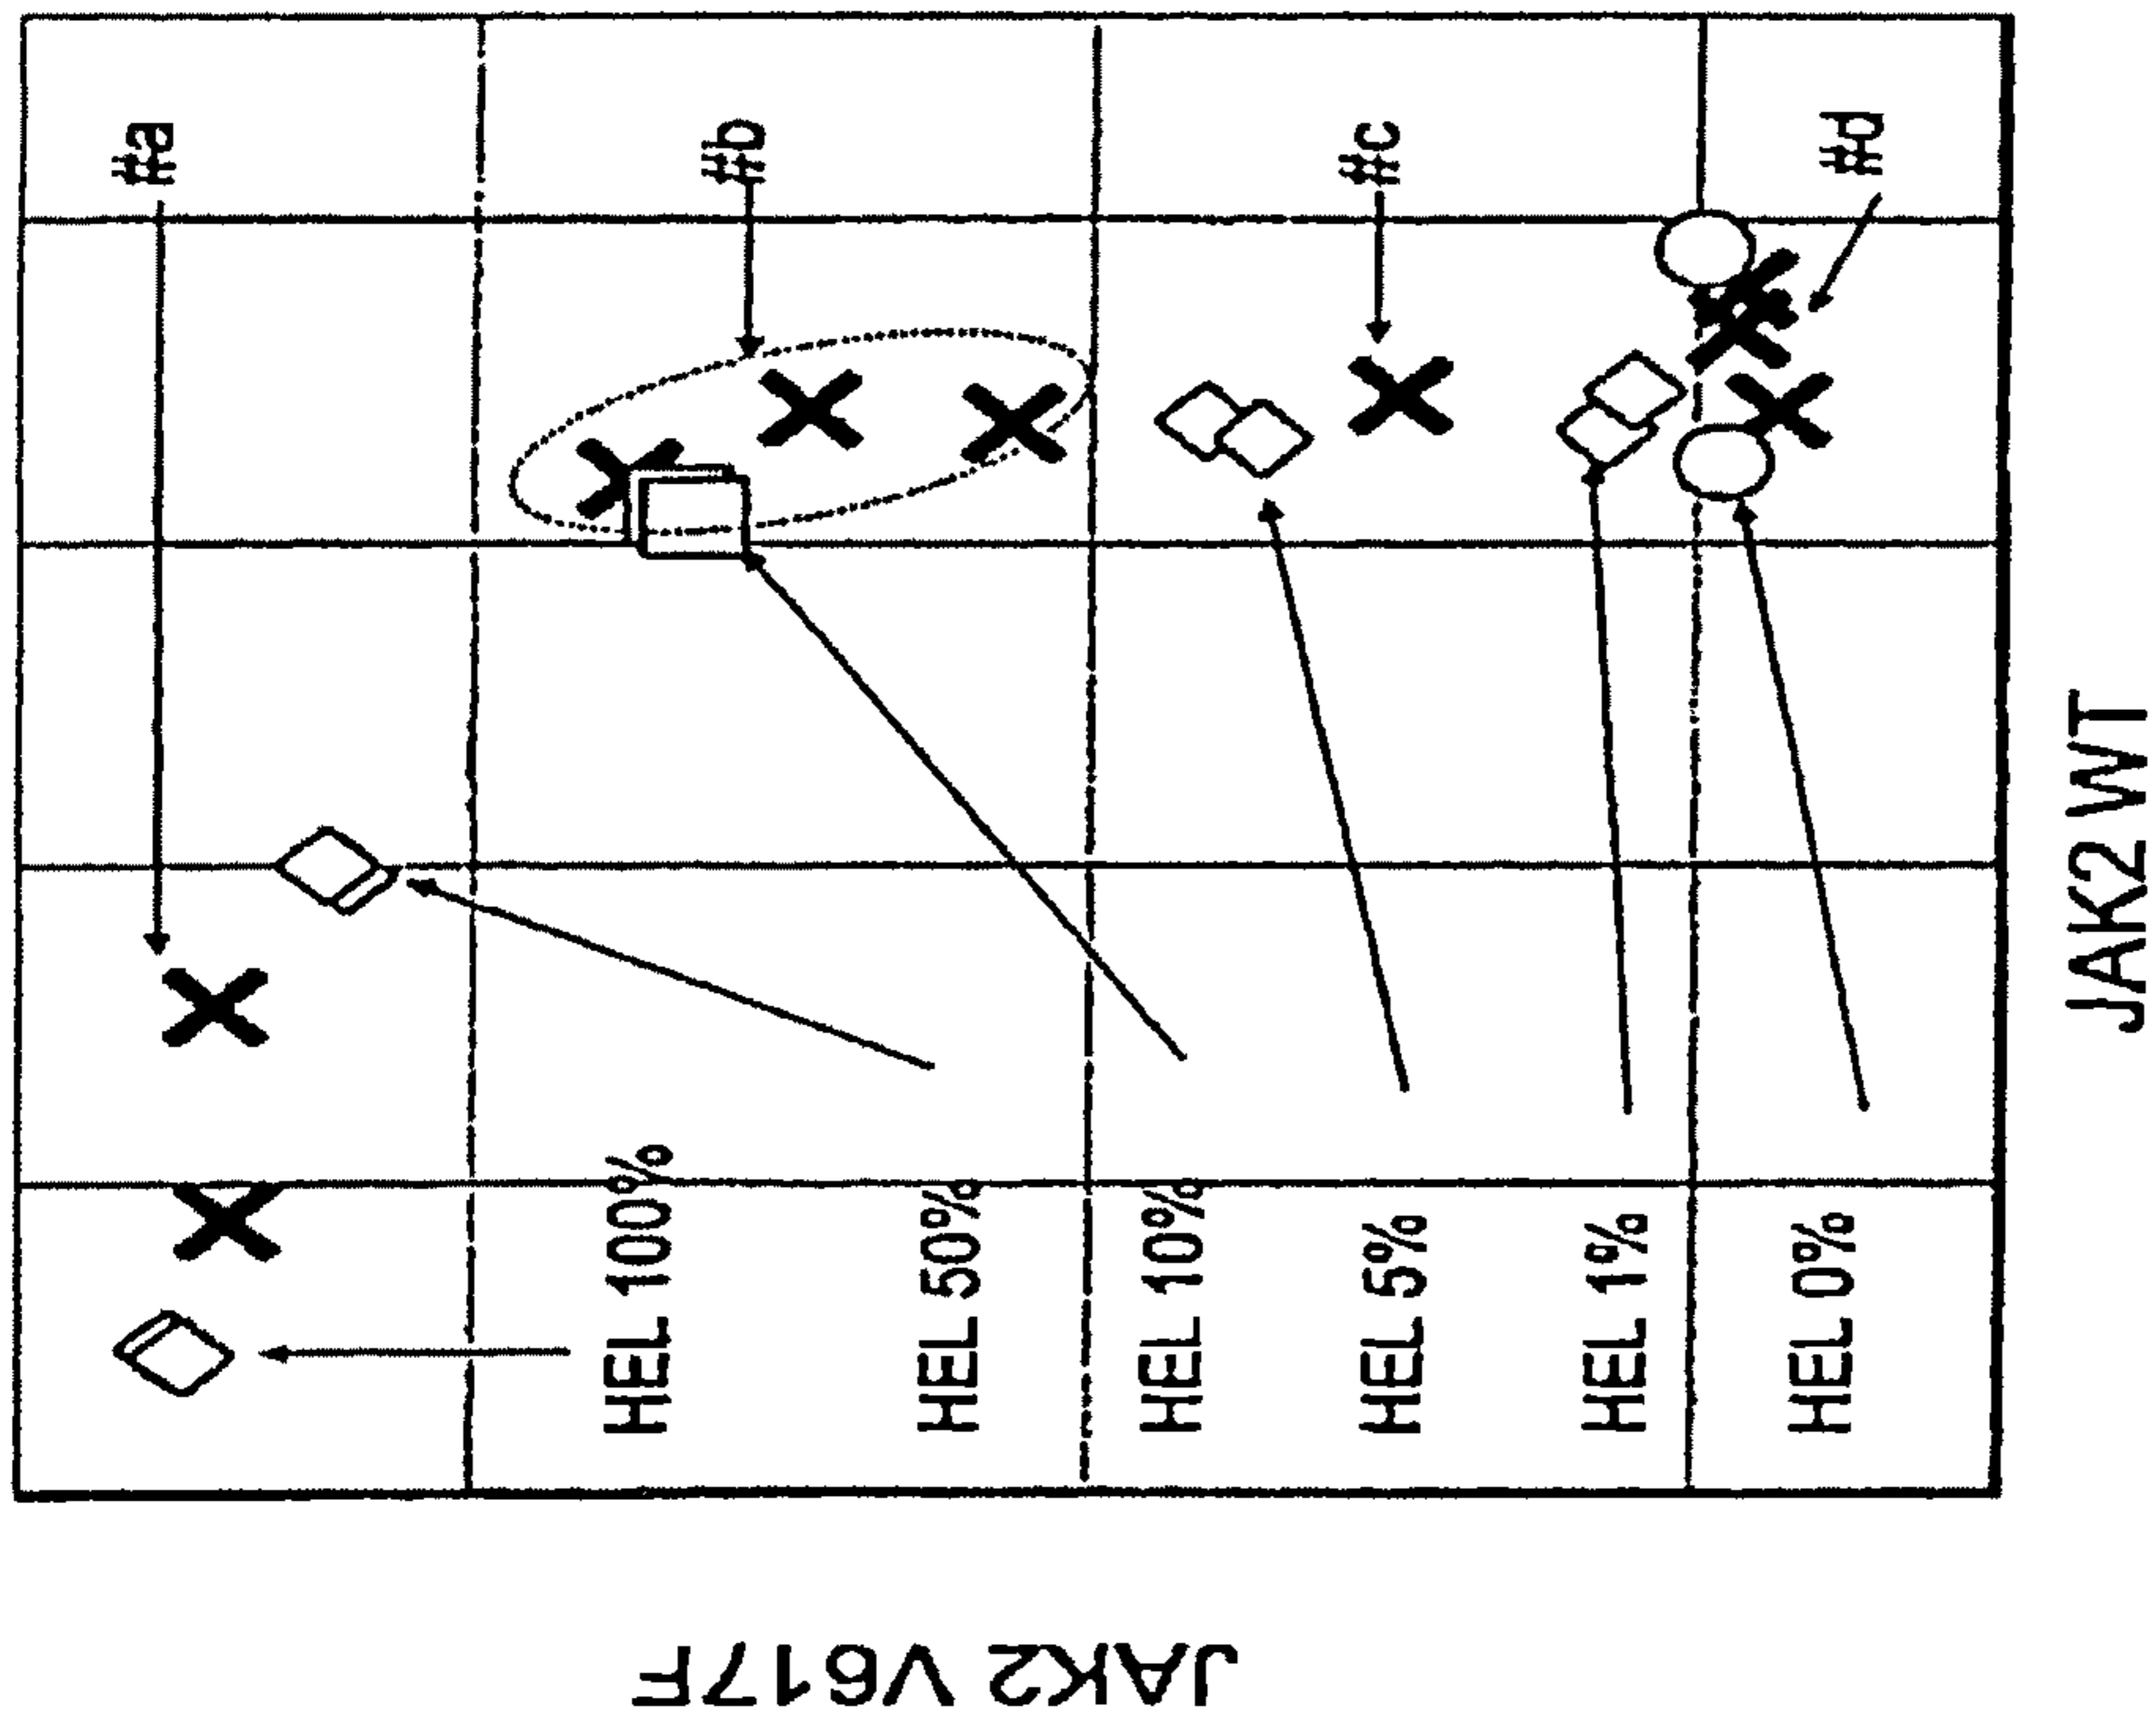 #a
#b
#c
#d
HEL 100%
HEL 50%
HEL 10%
HEL 5%
HEL 1%
HEL 0%
JAK2 WT
JAK2 V617F